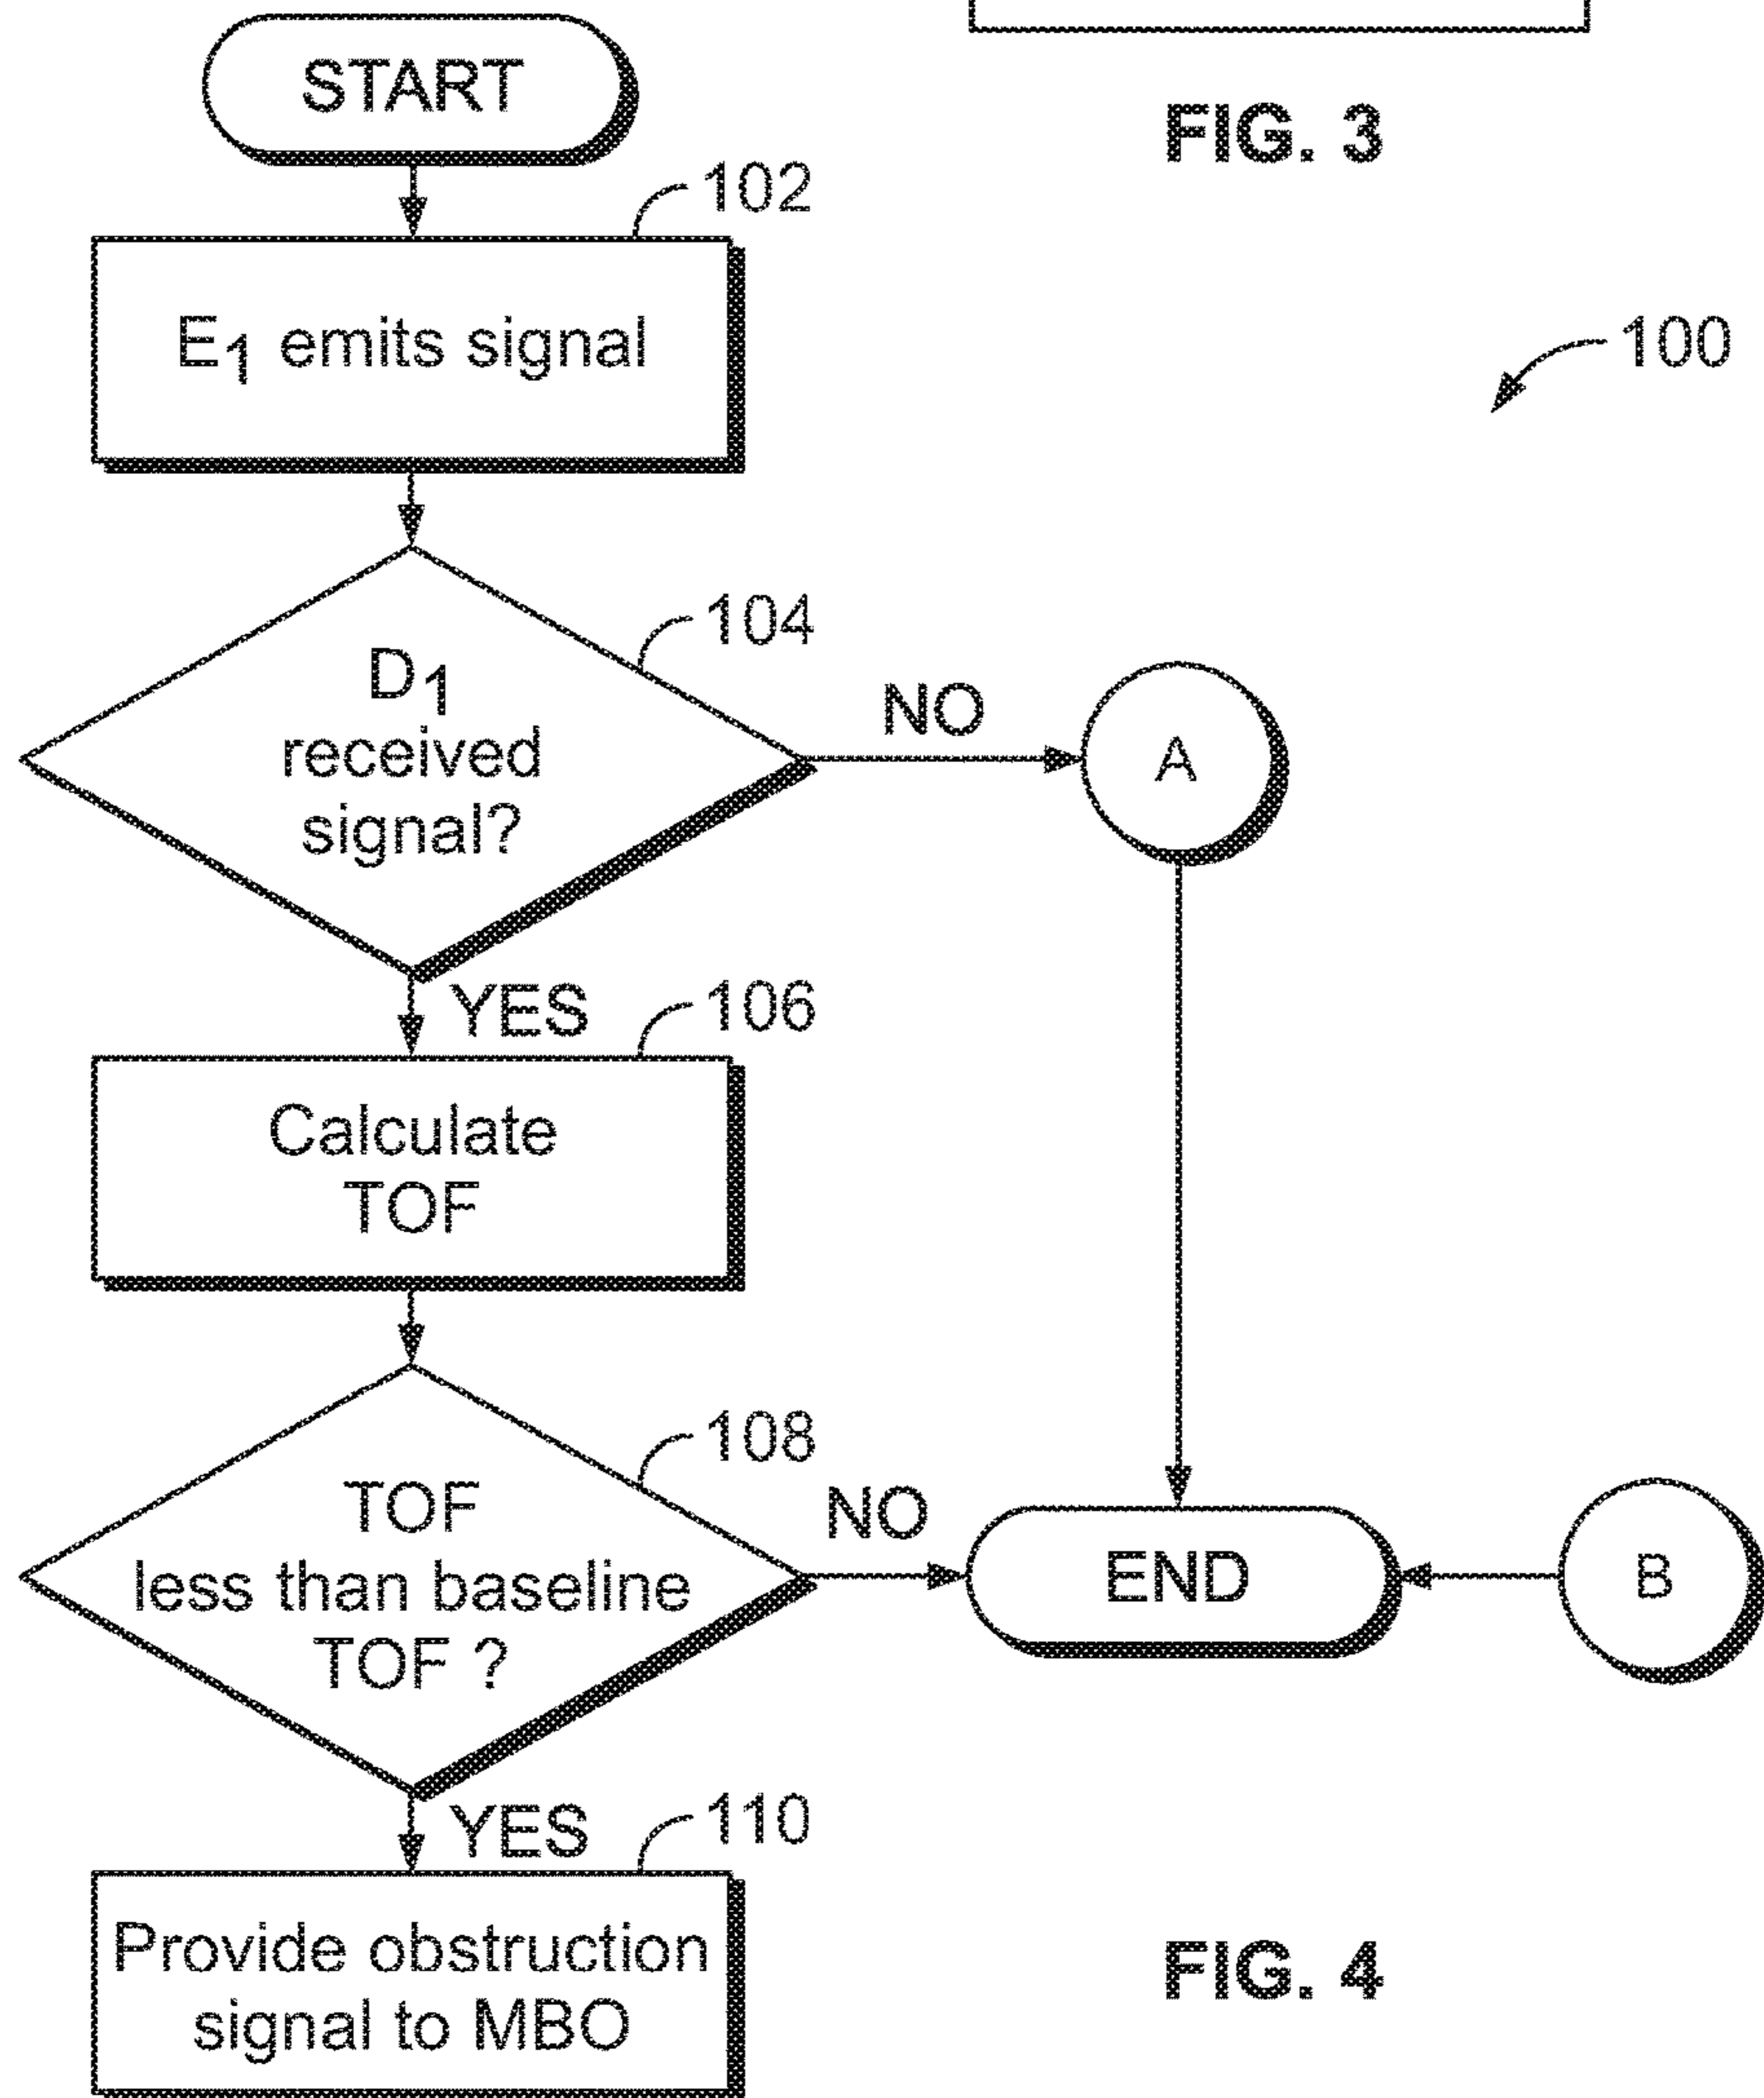 START
FIG. 3
102
E1 emits signal
100
104
D1
received
signal?
NO
A
YES
106
Calculate
TOF
108
TOF
less than baseline
TOF ?
NO
END
B
YES
110
Provide obstruction
signal to MBO
FIG. 4